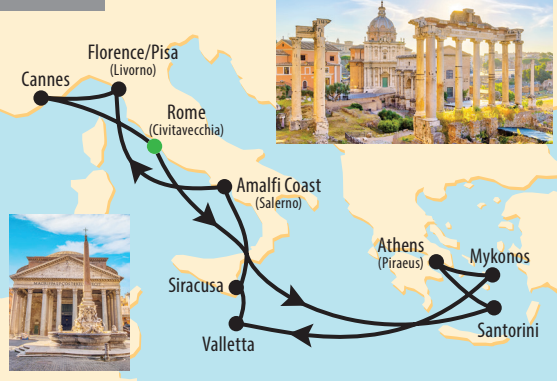 Florence/Pisa
(Livorno)
Cannes
Rome
(Civitavecchia)
Amalfi Coast
(Salerno)
Athens
(Piraeus)
Mykonos
Siracusa
Santorini
Valletta